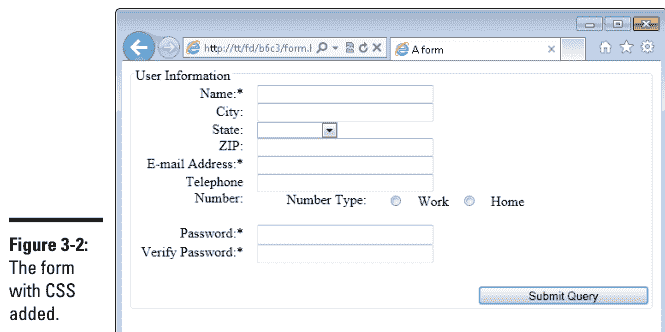 http://tt/fd/b6c3/form.l
A form
User Information
Name:*
City:
State:
ZIP:
E-mail Address:*
Telephone
Number:
Number Type:
Work
Home
Password:*
Verify Password:*
Submit Query
Figure 3-2:
The form
with CSS
added.